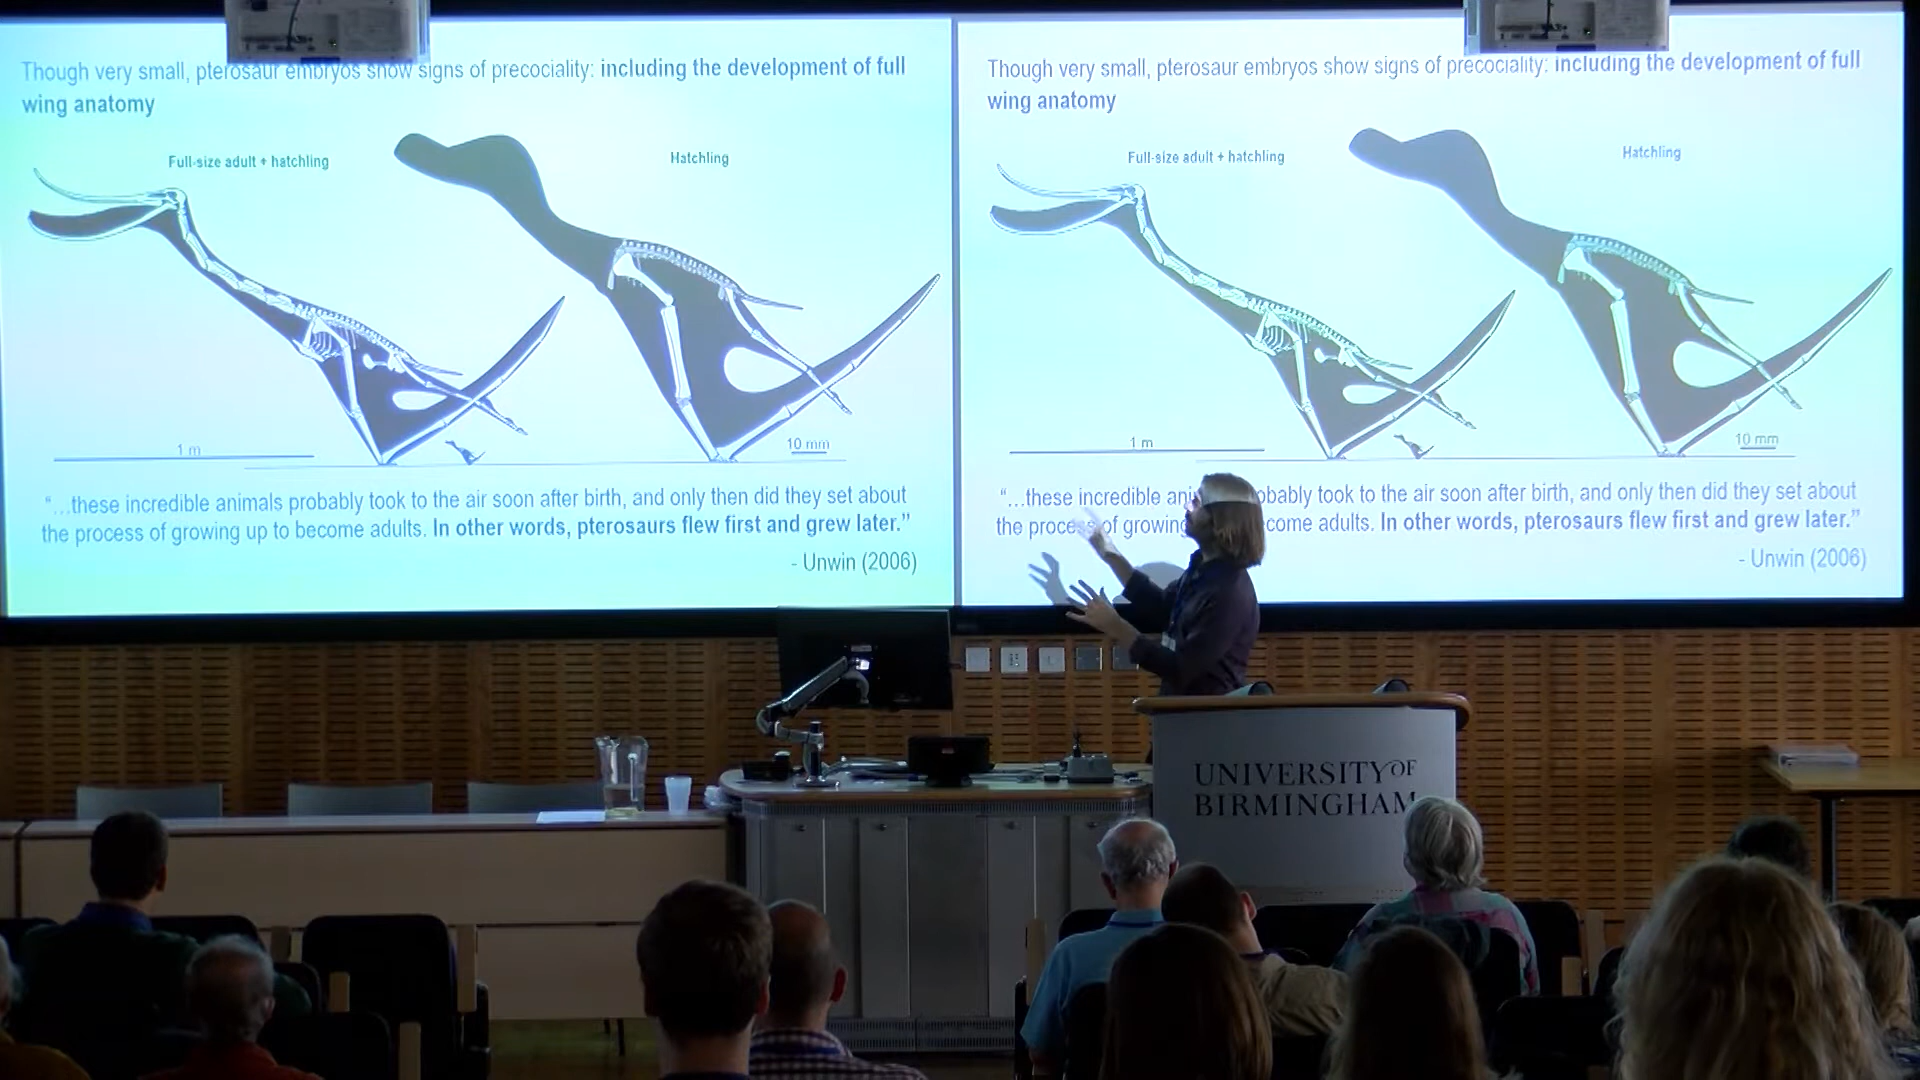 Though very small, pterosaur embryos show signs of precociality: including the development of full
wing anatomy
Full-size adult + hatchling
Hatchling
1 m
10 mm
“…these incredible animals probably took to the air soon after birth, and only then did they set about
the process of growing up to become adults. In other words, pterosaurs flew first and grew later.”
- Unwin (2006)
Though very small, pterosaur embryos show signs of precociality: including the development of full
wing anatomy
Full-size adult + hatchling
Hatchling
1 m
10 mm
“…these incredible probably took to the air soon after birth, and only then did they set about
the process of growing become adults. In other words, pterosaurs flew first and grew later.”
- Unwin (2006)
UNIVERSITY OF
BIRMINGHAM